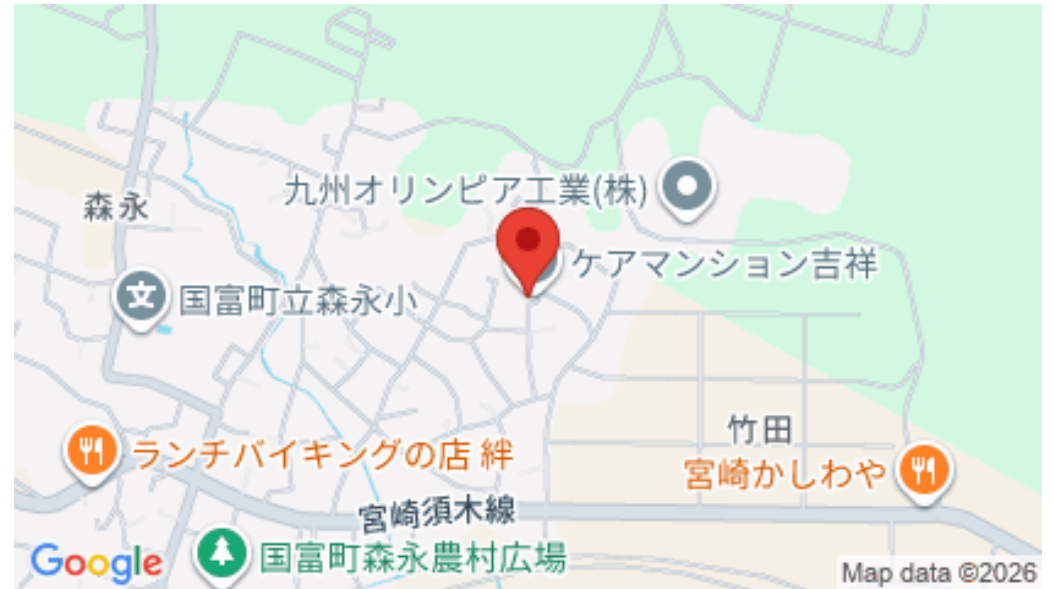 九州オリンピア工業(株)
森永
ケアマンション吉祥
文
国富町立森永小
竹田
ランチバイキングの店 絆
宮崎かしわや
宮崎須木線
国富町森永農村広場
Google
Map data ©2026